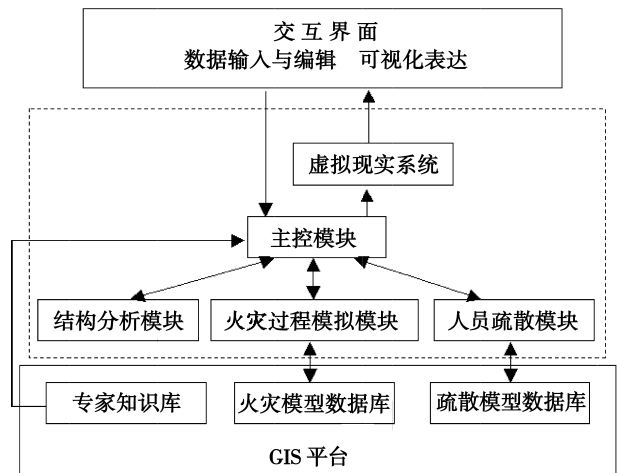 交互界面
数据输入与编辑 可视化表达
虚拟现实系统
主控模块
结构分析模块
火灾过程模拟模块
人员疏散模块
专家知识库
火灾模型数据库
疏散模型数据库
GIS 平台